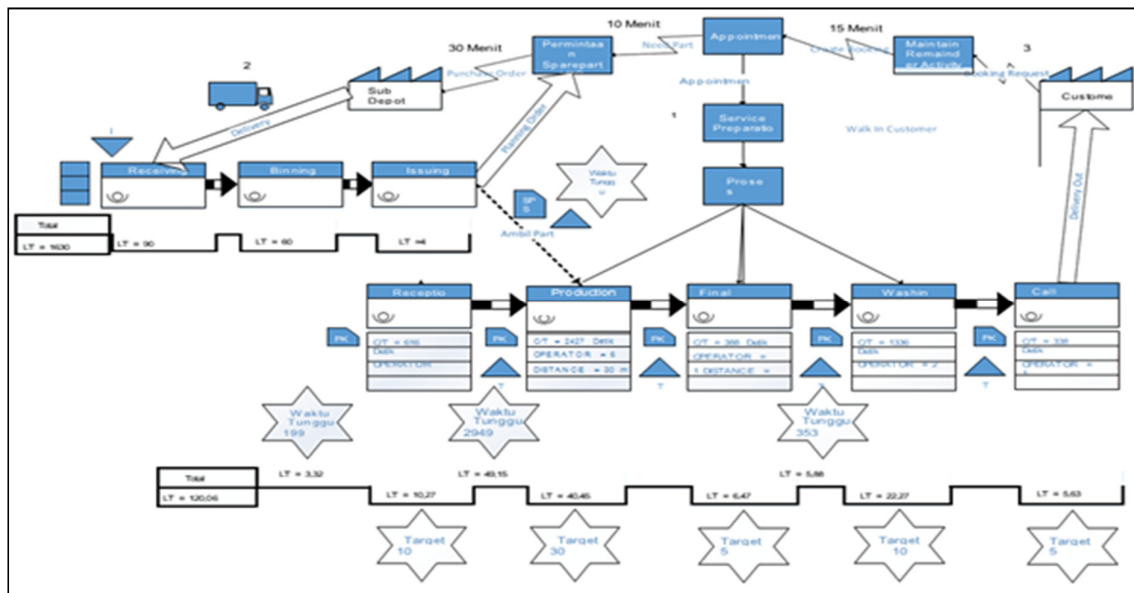 10 Menit
15 Menit
30 Menit
3
2
Appointmen
Permintaa
n
Sparepart
Need Part
Create Booking
Maintain
Remaind
er Activity
Purchase Order
Booking Request
Sub
Depot
Custome
Appointmen
Delivery
Planning Order
1
Service
Preparatio
Walk In Customer
I
Receiving
Binning
Issuing
Waktu
Tungg
u
Prose
s
SP
S
Delivery Out
Ambil Part
Total
LT = 1630
LT = 90
LT = 60
LT =4
Receptio
Production
Final
Washin
Call
PK
PK
PK
PK
PK
C/T = 616
Detik
OPERATOR
C/T = 2427 Detik
OPERATOR = 6
DISTANCE = 30 m
C/T = 388 Detik
OPERATOR =
1 DISTANCE =
C/T = 1336
Detik
OPERATOR = 2
C/T = 338
Detik
OPERATOR =
T
T
T
Waktu
Tunggu
199
Waktu
Tunggu
2949
Waktu
Tunggu
353
Total
LT = 120,06
LT = 3,32
LT = 49,15
LT = 5,88
LT = 10,27
LT = 40,45
LT = 6,47
LT = 22,27
LT = 5,63
Target
10
Target
30
Target
5
Target
10
Target
5